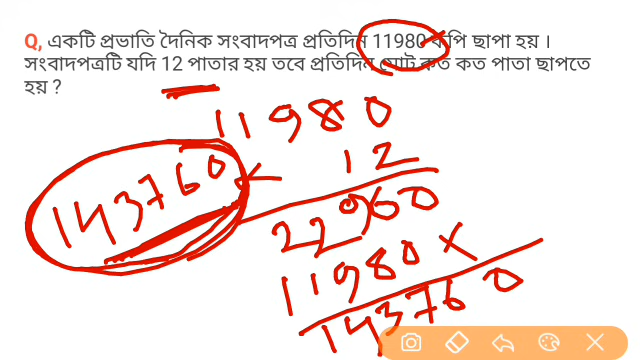 Q, একটি প্রভাতি দৈনিক সংবাদপত্র প্রতিদিন 11980 কপি ছাপা হয় ।
সংবাদপত্রটি যদি 12 পাতার হয় তবে প্রতিদিন মোট কত কত পাতা ছাপতে
হয় ?
11980
12
143760
22960
11980 ×
143760